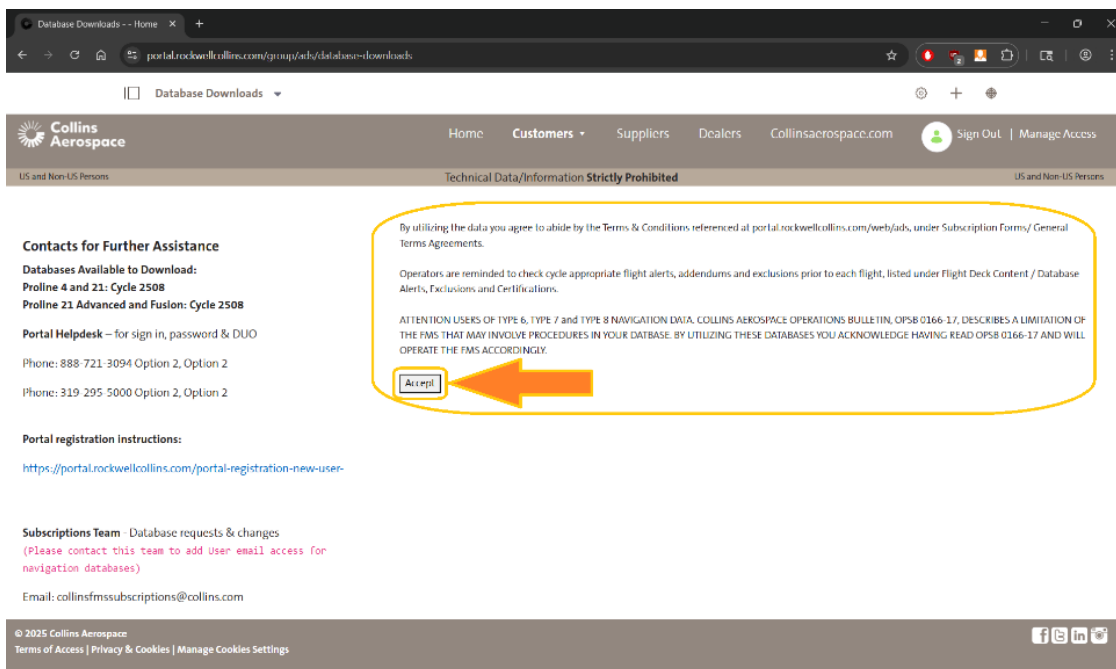 Database Downloads - - Home
portal.rockwellcollins.com/group/ads/database-downloads
2
Database Downloads
Collins
Aerospace
Home Customers Suppliers Dealers Collinsaerospace.com Sign Out | Manage Access
US and Non-US Persons Technical Data/Information Strictly Prohibited US and Non-US Persons
Contacts for Further Assistance
Databases Available to Download:
Proline 4 and 21: Cycle 2508
Proline 21 Advanced and Fusion: Cycle 2508
Portal Helpdesk – for sign in, password & DUO
Phone: 888-721-3094 Option 2, Option 2
Phone: 319-295-5000 Option 2, Option 2
Portal registration instructions:
https://portal.rockwellcollins.com/portal-registration-new-user-
Subscriptions Team - Database requests & changes
(Please contact this team to add User email access for
navigation databases)
Email: collinsfmssubscriptions@collins.com
By utilizing the data you agree to abide by the Terms & Conditions referenced at portal.rockwellcollins.com/web/ads, under Subscription Forms/ General
Terms Agreements.
Operators are reminded to check cycle appropriate flight alerts, addendums and exclusions prior to each flight, listed under Flight Deck Content / Database
Alerts, Exclusions and Certifications.
ATTENTION USERS OF TYPE 6, TYPE 7 and TYPE 8 NAVIGATION DATA. COLLINS AEROSPACE OPERATIONS BULLETIN, OPSB 0166-17, DESCRIBES A LIMITATION OF
THE FMS THAT MAY INVOLVE PROCEDURES IN YOUR DATBASE. BY UTILIZING THESE DATABASES YOU ACKNOWLEDGE HAVING READ OPSB 0166-17 AND WILL
OPERATE THE FMS ACCORDINGLY.
Accept
© 2025 Collins Aerospace
Terms of Access | Privacy & Cookies | Manage Cookies Settings